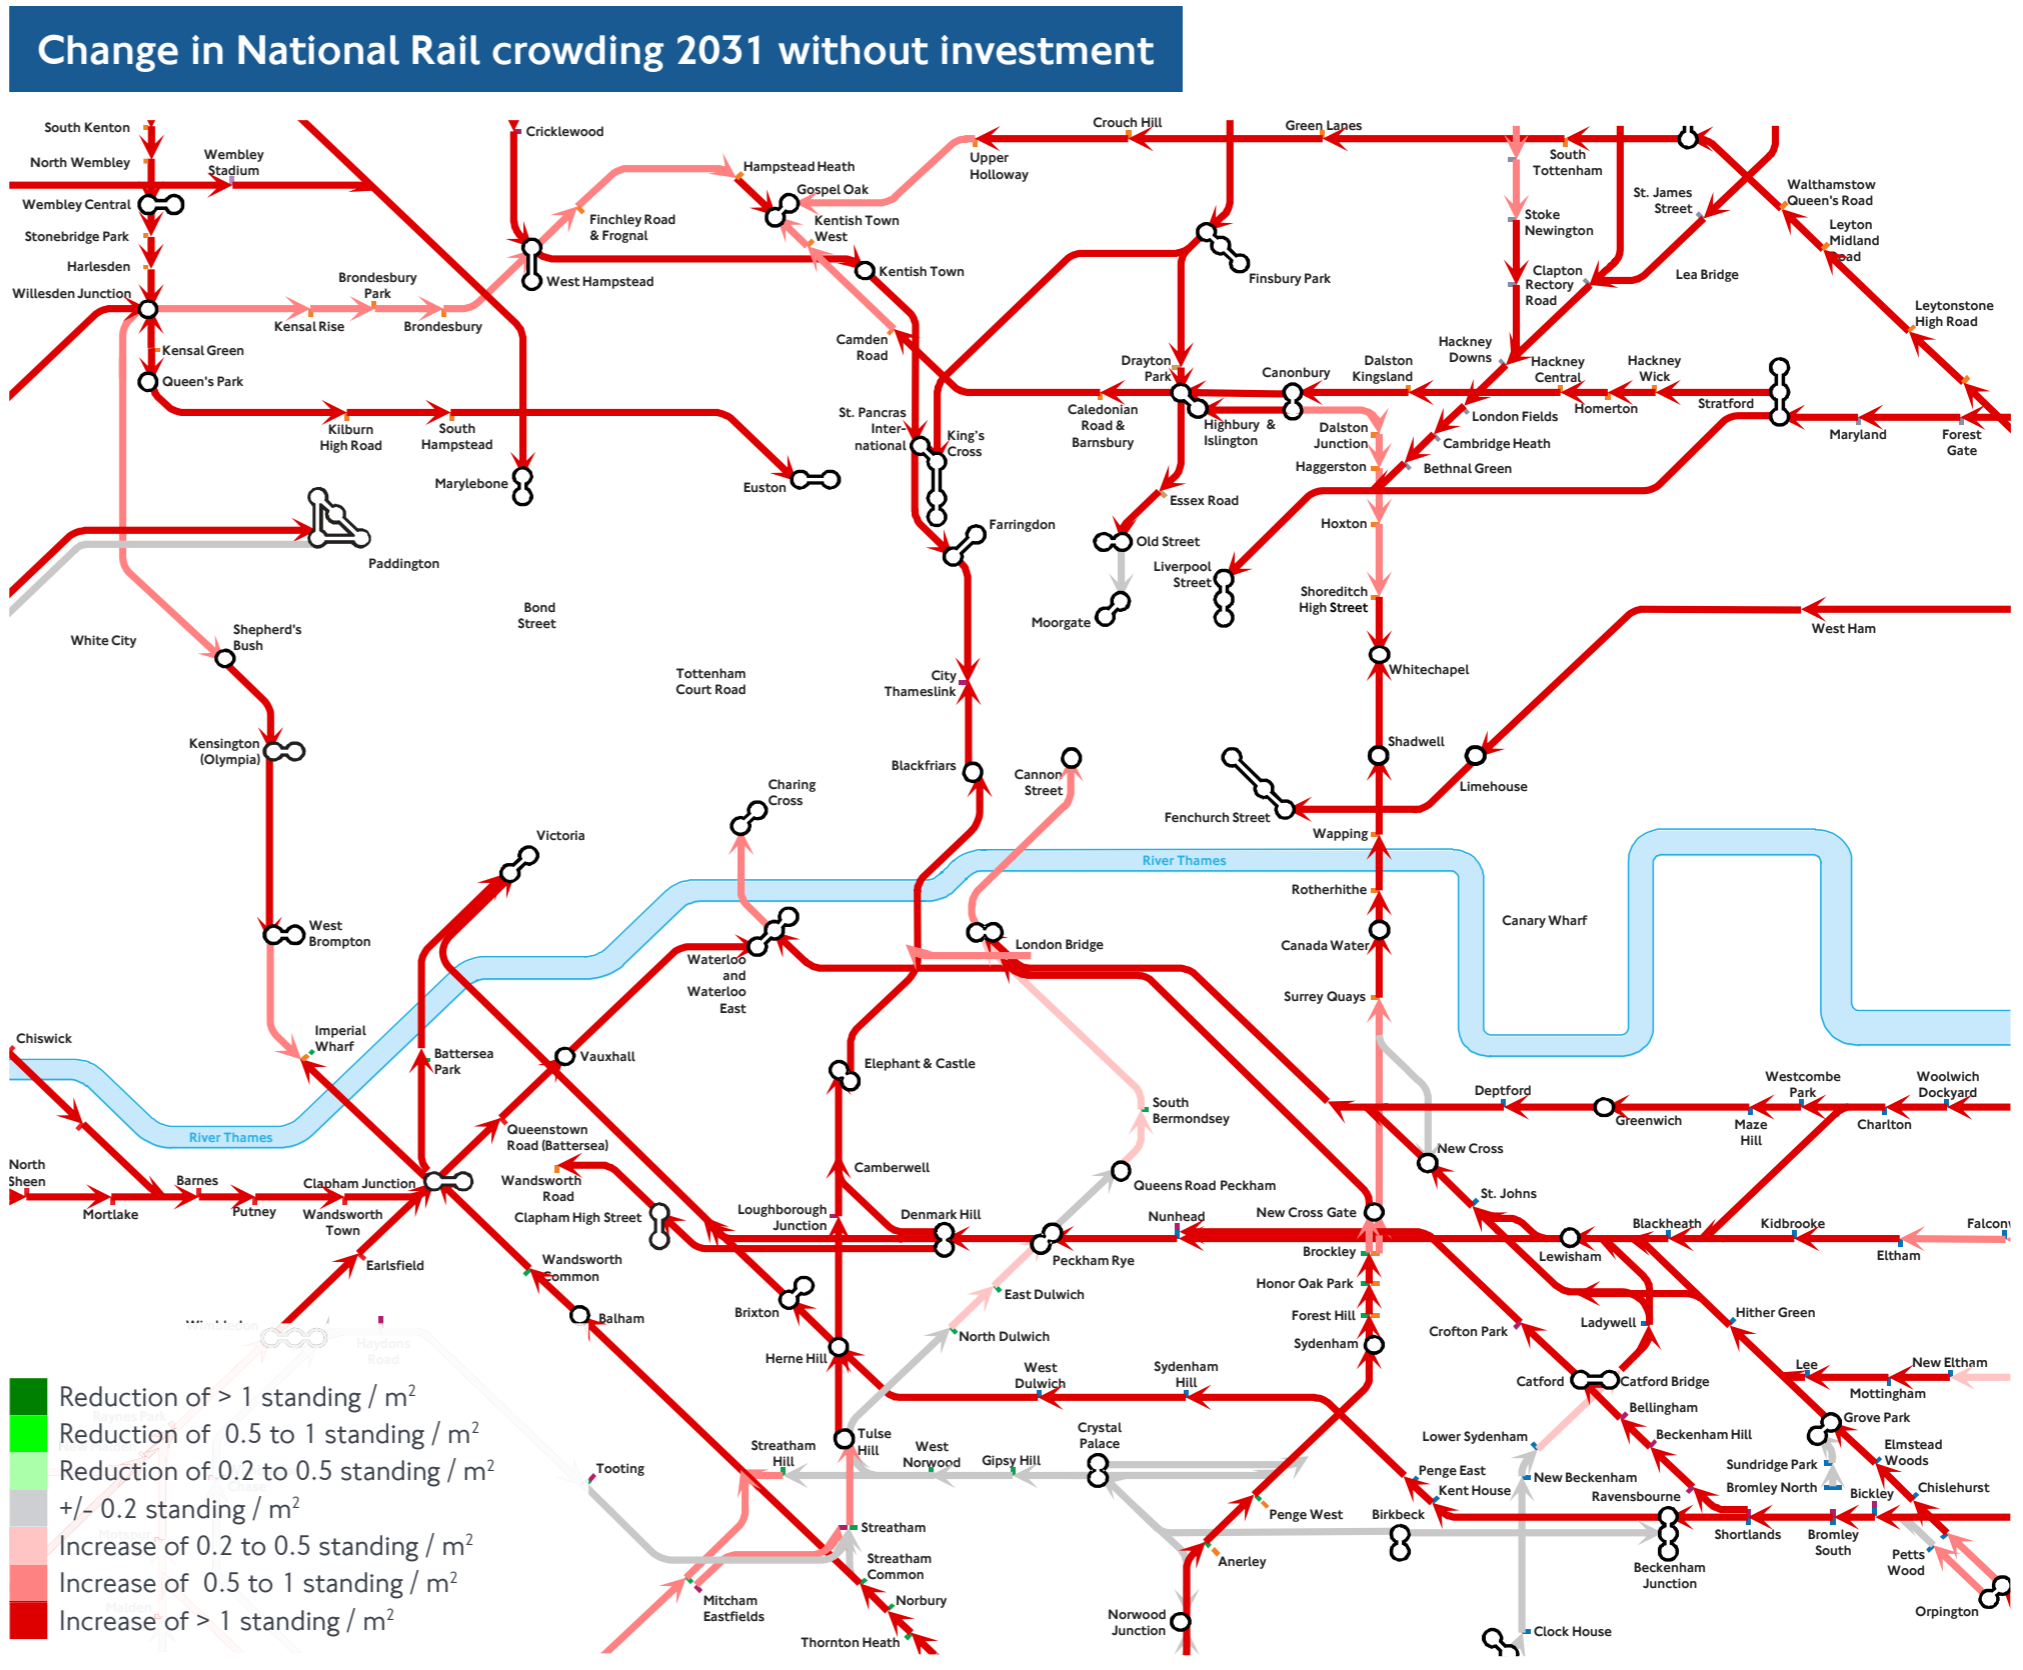 Change in National Rail crowding 2031 without investment
South Kenton
North Wembley
Wembley
Stadium
Wembley Central
Stonebridge Park
Harlesden
Willesden Junction
Kensal Green
Queen's Park
Kensal Rise
Brondesbury
Park
Brondesbury
Kilburn
High Road
South
Hampstead
Cricklewood
Finchley Road
& Frognal
West Hampstead
Hampstead Heath
Gospel Oak
Kentish Town
West
Kentish Town
Camden
Road
Upper
Holloway
Crouch Hill
Green Lanes
South
Tottenham
Stoke
Newington
St. James
Street
Walthamstow
Queen's Road
Leyton
Midland
Road
Lea Bridge
Clapton
Rectory
Road
Leytonstone
High Road
Finsbury Park
Drayton
Park
Canonbury
Dalston
Kingsland
Hackney
Downs
Hackney
Central
Hackney
Wick
Homerton
Stratford
Maryland
Forest
Gate
London Fields
Cambridge Heath
Bethnal Green
Caledonian
Road &
Barnsbury
Highbury &
Islington
Dalston
Junction
Haggerston
Hoxton
Shoreditch
High Street
Marylebone
Euston
St. Pancras
Inter-
national
King's
Cross
Farringdon
Essex Road
Old Street
Liverpool
Street
Moorgate
Paddington
White City
Shepherd's
Bush
Bond
Street
Tottenham
Court Road
City
Thameslink
Whitechapel
West Ham
Kensington
(Olympia)
Blackfriars
Cannon
Street
Charing
Cross
Shadwell
Limehouse
Fenchurch Street
Wapping
Victoria
River Thames
Rotherhithe
Canary Wharf
West
Brompton
Waterloo
and
Waterloo
East
London Bridge
Canada Water
Surrey Quays
Chiswick
Imperial
Wharf
Battersea
Park
Vauxhall
Elephant & Castle
South
Bermondsey
Deptford
Westcombe
Park
Woolwich
Dockyard
Greenwich
Maze
Hill
Charlton
River Thames
Queenstown
Road (Battersea)
North
Sheen
Mortlake
Barnes
Putney
Wandsworth
Town
Clapham Junction
Wandsworth
Road
Clapham High Street
Camberwell
Loughborough
Junction
Denmark Hill
Queens Road Peckham
Peckham Rye
Nunhead
New Cross Gate
New Cross
St. Johns
Lewisham
Blackheath
Kidbrooke
Eltham
Brockley
Honor Oak Park
Forest Hill
Sydenham
Earlsfield
Wandsworth
Common
Balham
Brixton
Herne Hill
East Dulwich
North Dulwich
West
Dulwich
Sydenham
Hill
Crofton Park
Ladywell
Hither Green
Catford
Catford Bridge
Lee
Mottingham
New Eltham
Wimbledon
Haydons
Road
Raynes Park
Motspur
Tooting
Streatham
Hill
Tulse
Hill
West
Norwood
Gipsy Hill
Crystal
Palace
Streatham
Streatham
Common
Mitcham
Eastfields
Norbury
Thornton Heath
Norwood
Junction
Anerley
Penge West
Penge East
Kent House
Birkbeck
Lower Sydenham
New Beckenham
Bellingham
Beckenham Hill
Ravensbourne
Beckenham
Junction
Clock House
Shortlands
Bromley
South
Bickley
Grove Park
Elmstead
Woods
Sundridge Park
Bromley North
Chislehurst
Petts
Wood
Orpington
Reduction of > 1 standing / m²
Reduction of 0.5 to 1 standing / m²
Reduction of 0.2 to 0.5 standing / m²
+/- 0.2 standing / m²
Increase of 0.2 to 0.5 standing / m²
Increase of 0.5 to 1 standing / m²
Increase of > 1 standing / m²